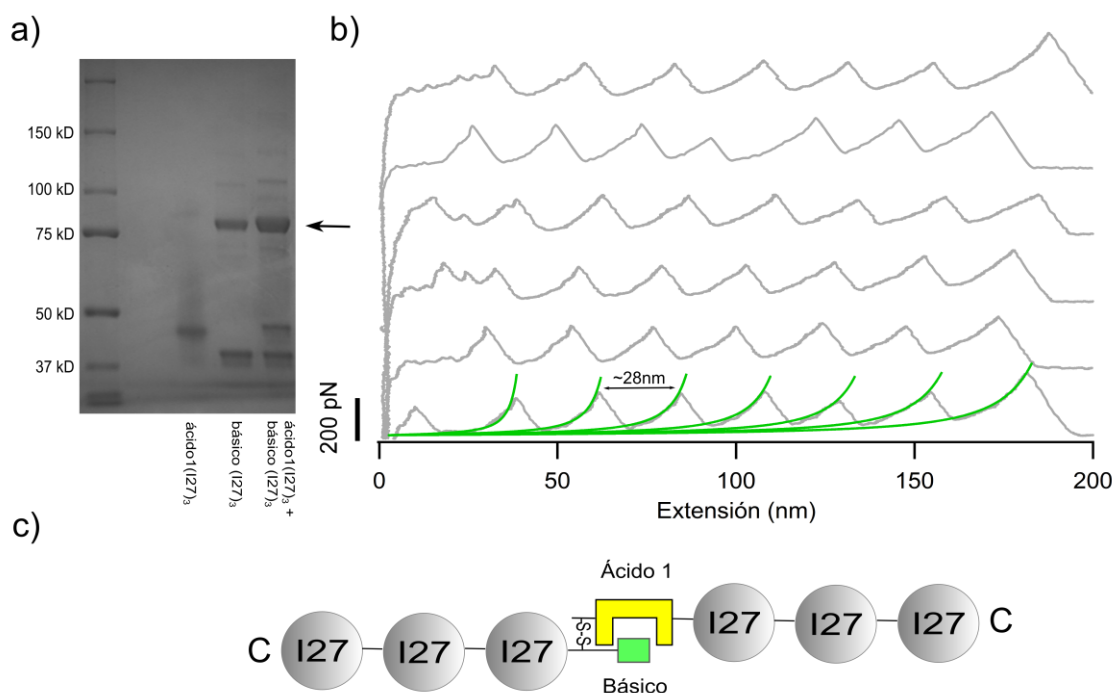 a)
150 kD
100 kD
75 kD
50 kD
37 kD
ácido1(I27)₃
básico (I27)₃
ácido1(I27)₃ +
básico (I27)₃
b)
200 pN
~28nm
0
50
100
150
200
Extensión (nm)
c)
Ácido 1
C
I27
I27
I27
S-S
I27
I27
I27
C
Básico